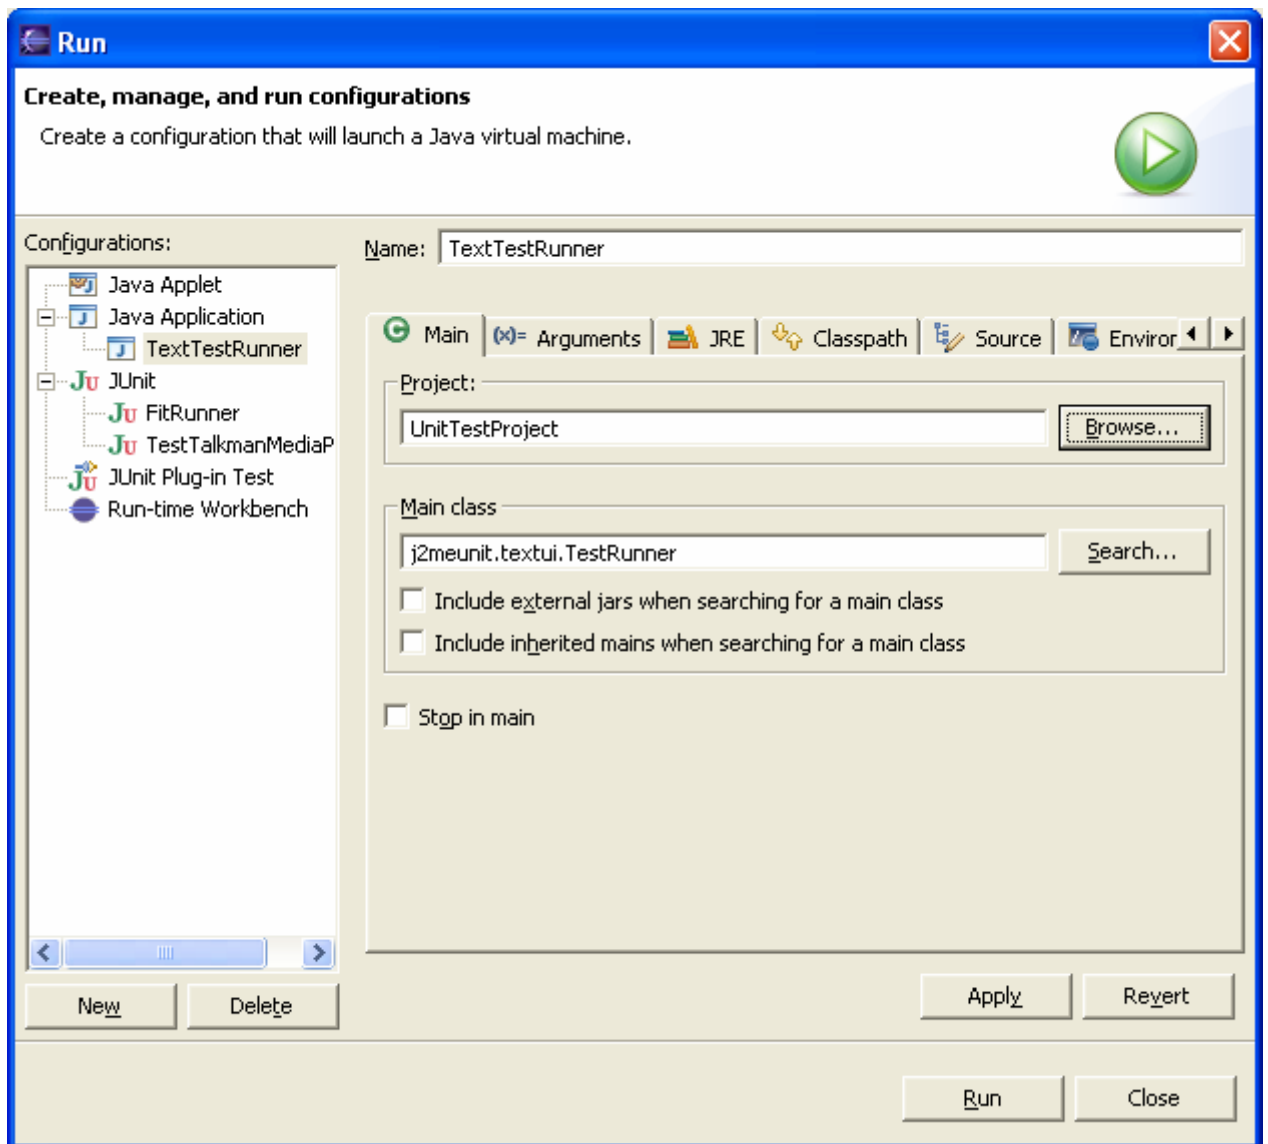 Run
Create, manage, and run configurations
Create a configuration that will launch a Java virtual machine.
Configurations:
Java Applet
Java Application
TextTestRunner
JUnit
FitRunner
TestTalkmanMediaP
JUnit Plug-in Test
Run-time Workbench
New
Delete
Name: TextTestRunner
Main (x)= Arguments JRE Classpath Source Enviror
Project:
UnitTestProject
Browse...
Main class
j2meunit.textui.TestRunner
Search...
Include external jars when searching for a main class
Include inherited mains when searching for a main class
Stop in main
Apply
Revert
Run
Close